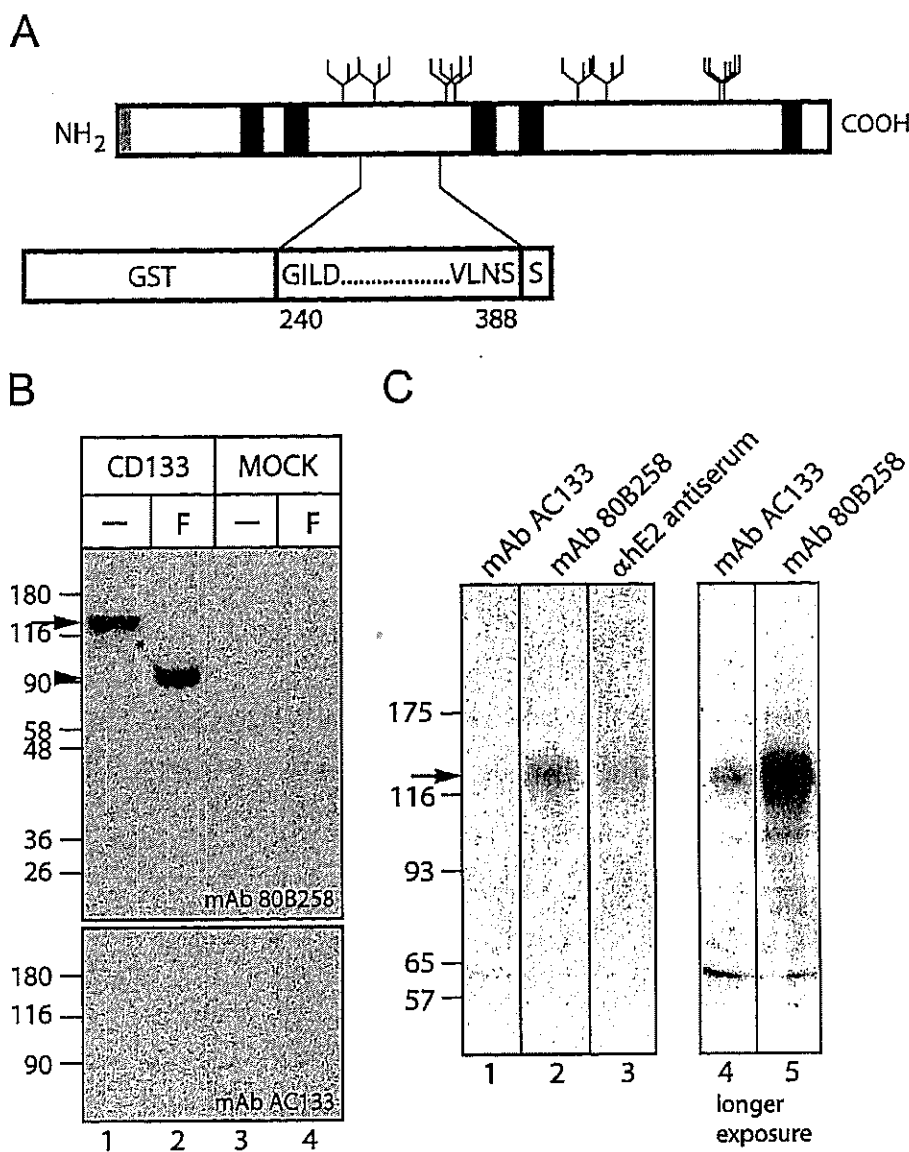 A
NH2
COOH
GST
GILD....................VLNS
S
240
388
B
CD133
MOCK
—
F
—
F
180
116
90
58
48
36
26
mAb 80B258
180
116
90
mAb AC133
1
2
3
4
C
mAb AC133
mAb 80B258
αhE2 antiserum
mAb AC133
mAb 80B258
175
116
93
65
57
1
2
3
4
5
longer
exposure